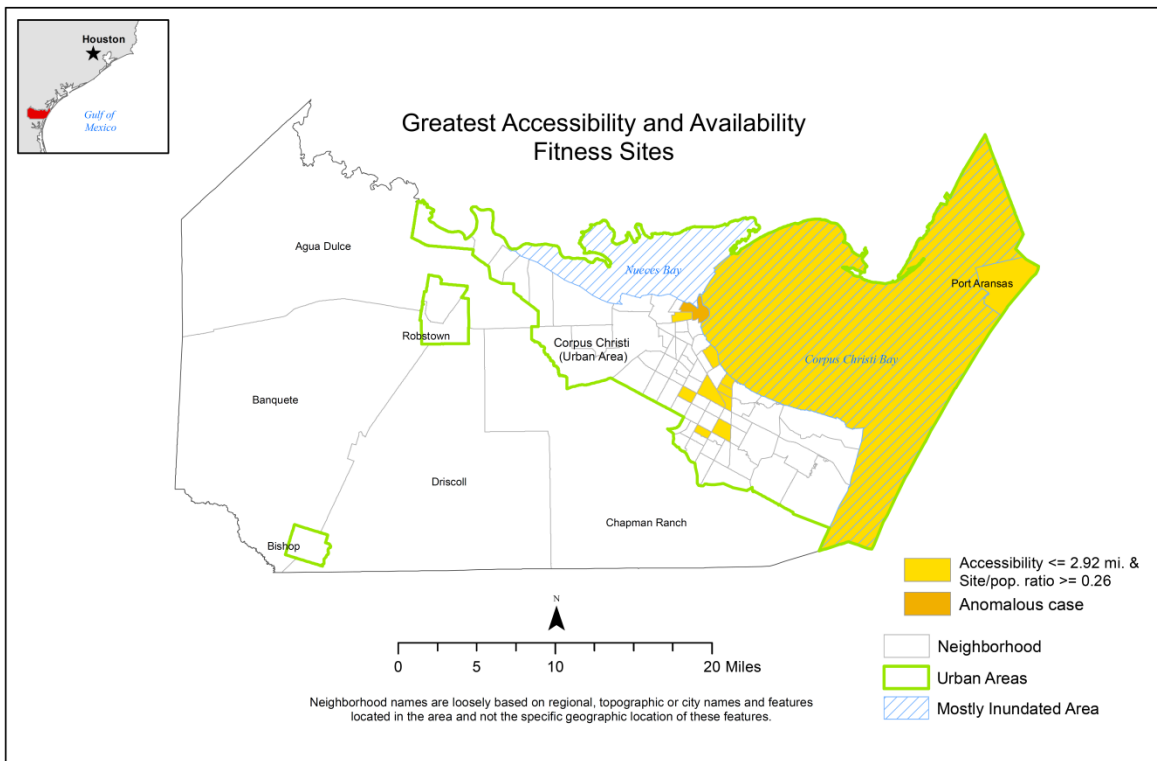 Houston
Gulf of
Mexico
Greatest Accessibility and Availability
Fitness Sites
Agua Dulce
Nueces Bay
Port Aransas
Robstown
Corpus Christi
(Urban Area)
Corpus Christi Bay
Banquete
Driscoll
Chapman Ranch
Bishop
Accessibility <= 2.92 mi. &
Site/pop. ratio >= 0.26
Anomalous case
N
Neighborhood
0 5 10 20 Miles
Urban Areas
Neighborhood names are loosely based on regional, topographic or city names and features
located in the area and not the specific geographic location of these features.
Mostly Inundated Area